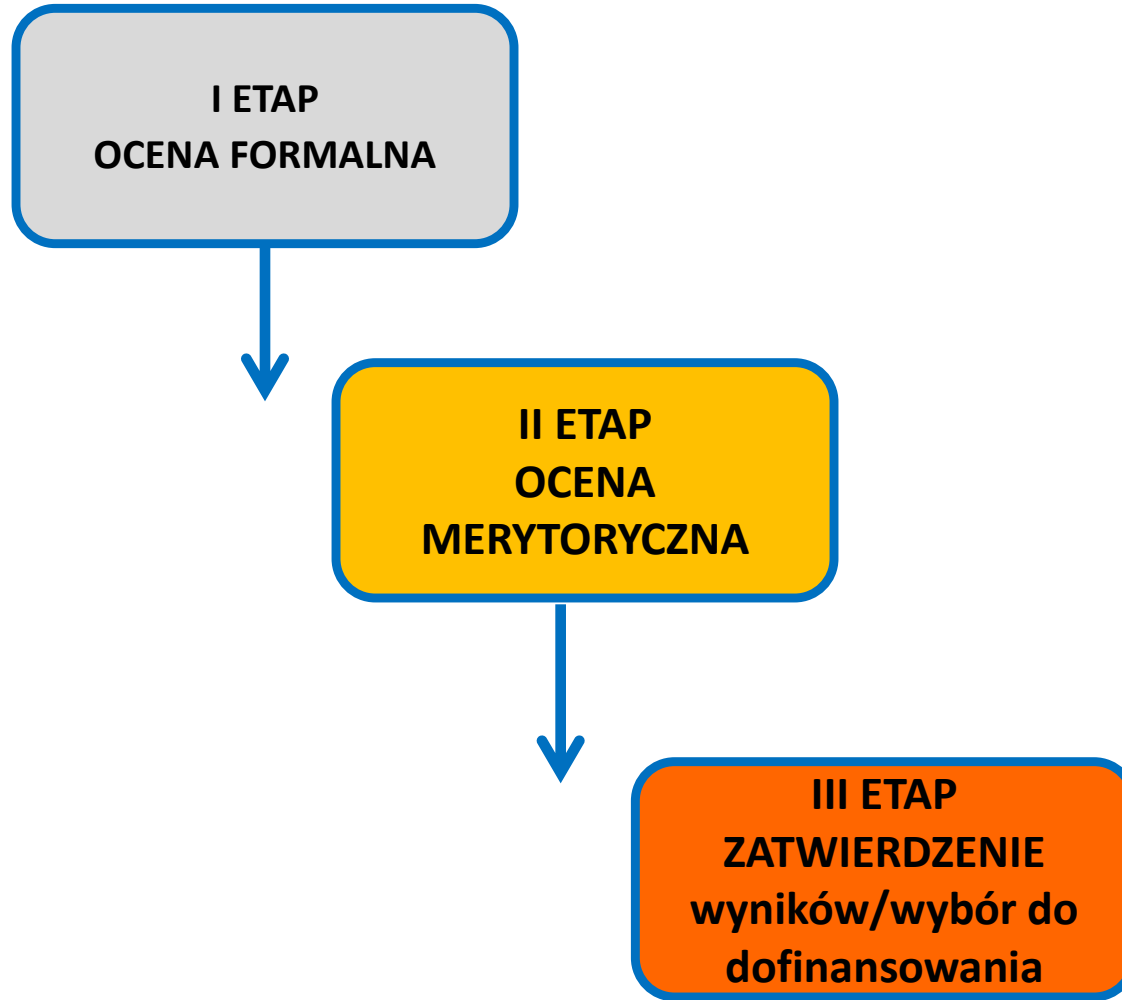 I ETAP
OCENA FORMALNA
II ETAP
OCENA
MERYTORYCZNA
III ETAP
ZATWIERDZENIE
wyników/wybór do
dofinansowania